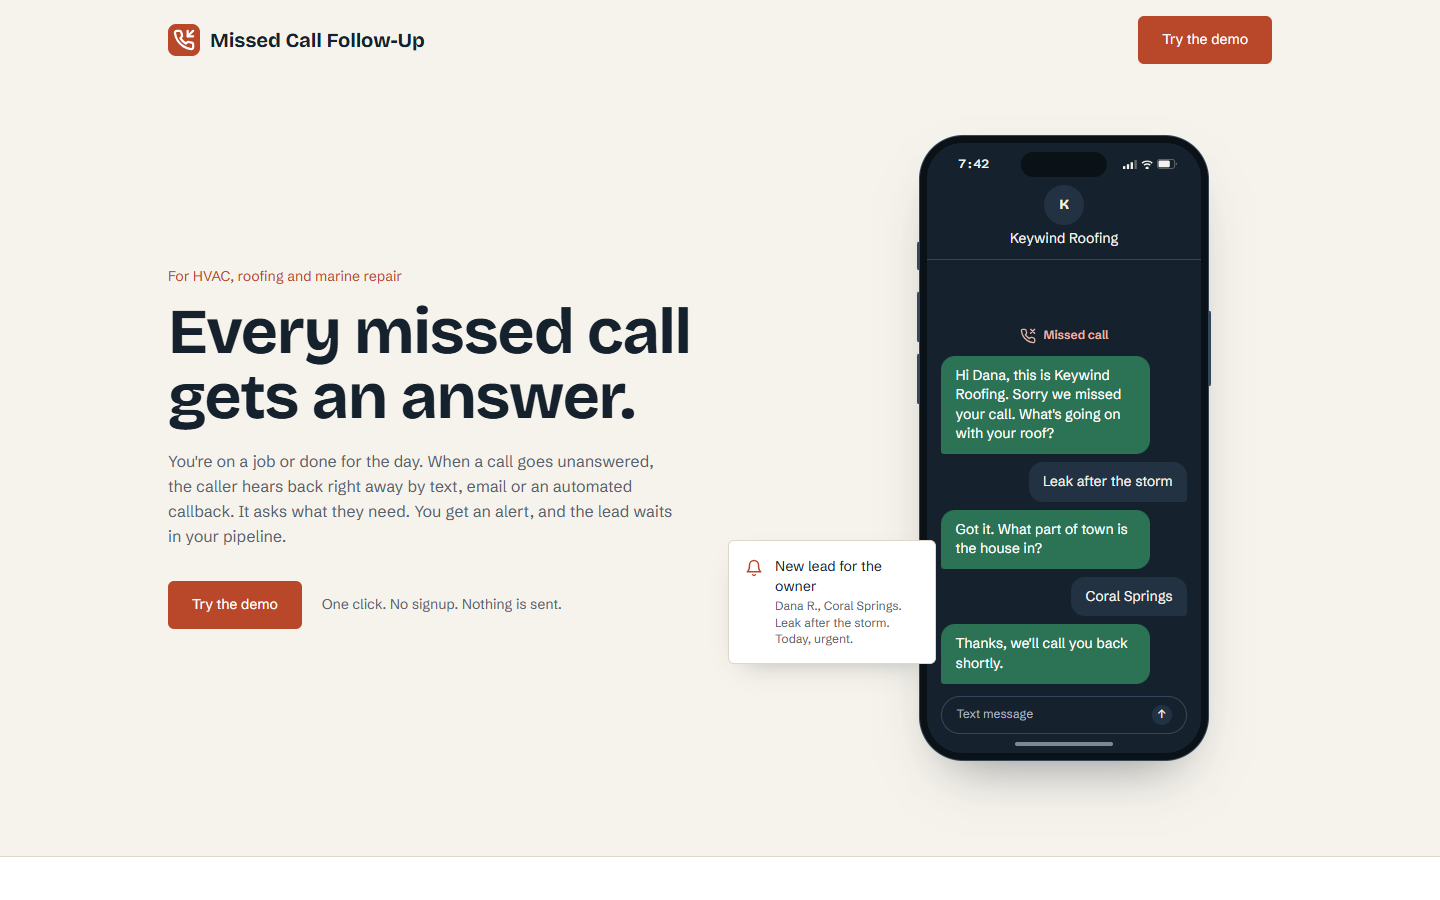 Missed Call Follow-Up
Try the demo
For HVAC, roofing and marine repair
Every missed call
gets an answer.
You're on a job or done for the day. When a call goes unanswered,
the caller hears back right away by text, email or an automated
callback. It asks what they need. You get an alert, and the lead waits
in your pipeline.
Try the demo
One click. No signup. Nothing is sent.
7:42
K
Keywind Roofing
Missed call
Hi Dana, this is Keywind
Roofing. Sorry we missed
your call. What's going on
with your roof?
Leak after the storm
Got it. What part of town is
the house in?
Coral Springs
Thanks, we'll call you back
shortly.
Text message
New lead for the
owner
Dana R., Coral Springs.
Leak after the storm.
Today, urgent.